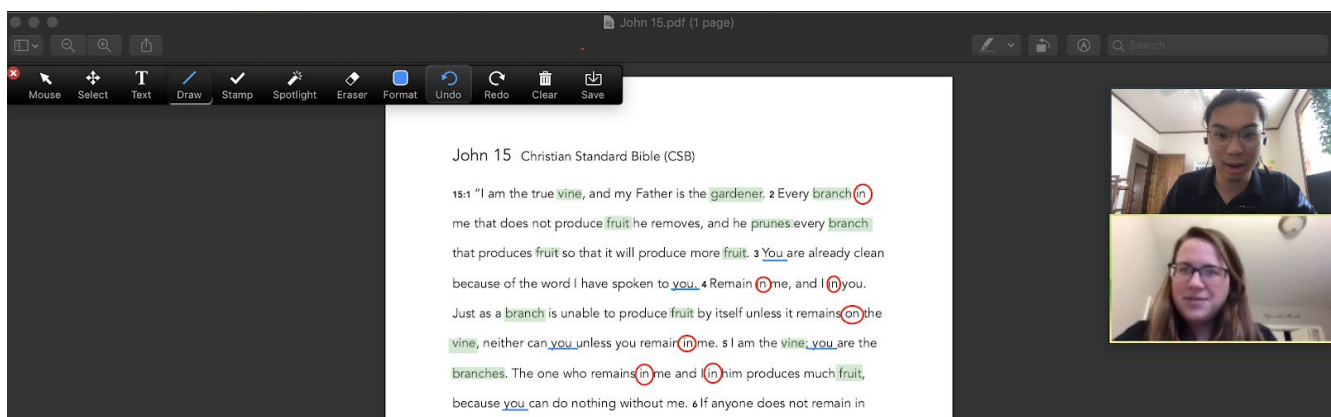 John 15.pdf (1 page)
Search
Mouse Select Text Draw Stamp Spotlight Eraser Format Undo Redo Clear Save
John 15 Christian Standard Bible (CSB)
15:1 "I am the true vine, and my Father is the gardener. 2 Every branch in
me that does not produce fruit he removes, and he prunes every branch
that produces fruit so that it will produce more fruit. 3 You are already clean
because of the word I have spoken to you. 4 Remain in me, and I in you.
Just as a branch is unable to produce fruit by itself unless it remains on the
vine, neither can you unless you remain in me. 5 I am the vine; you are the
branches. The one who remains in me and I in him produces much fruit,
because you can do nothing without me. 6 If anyone does not remain in